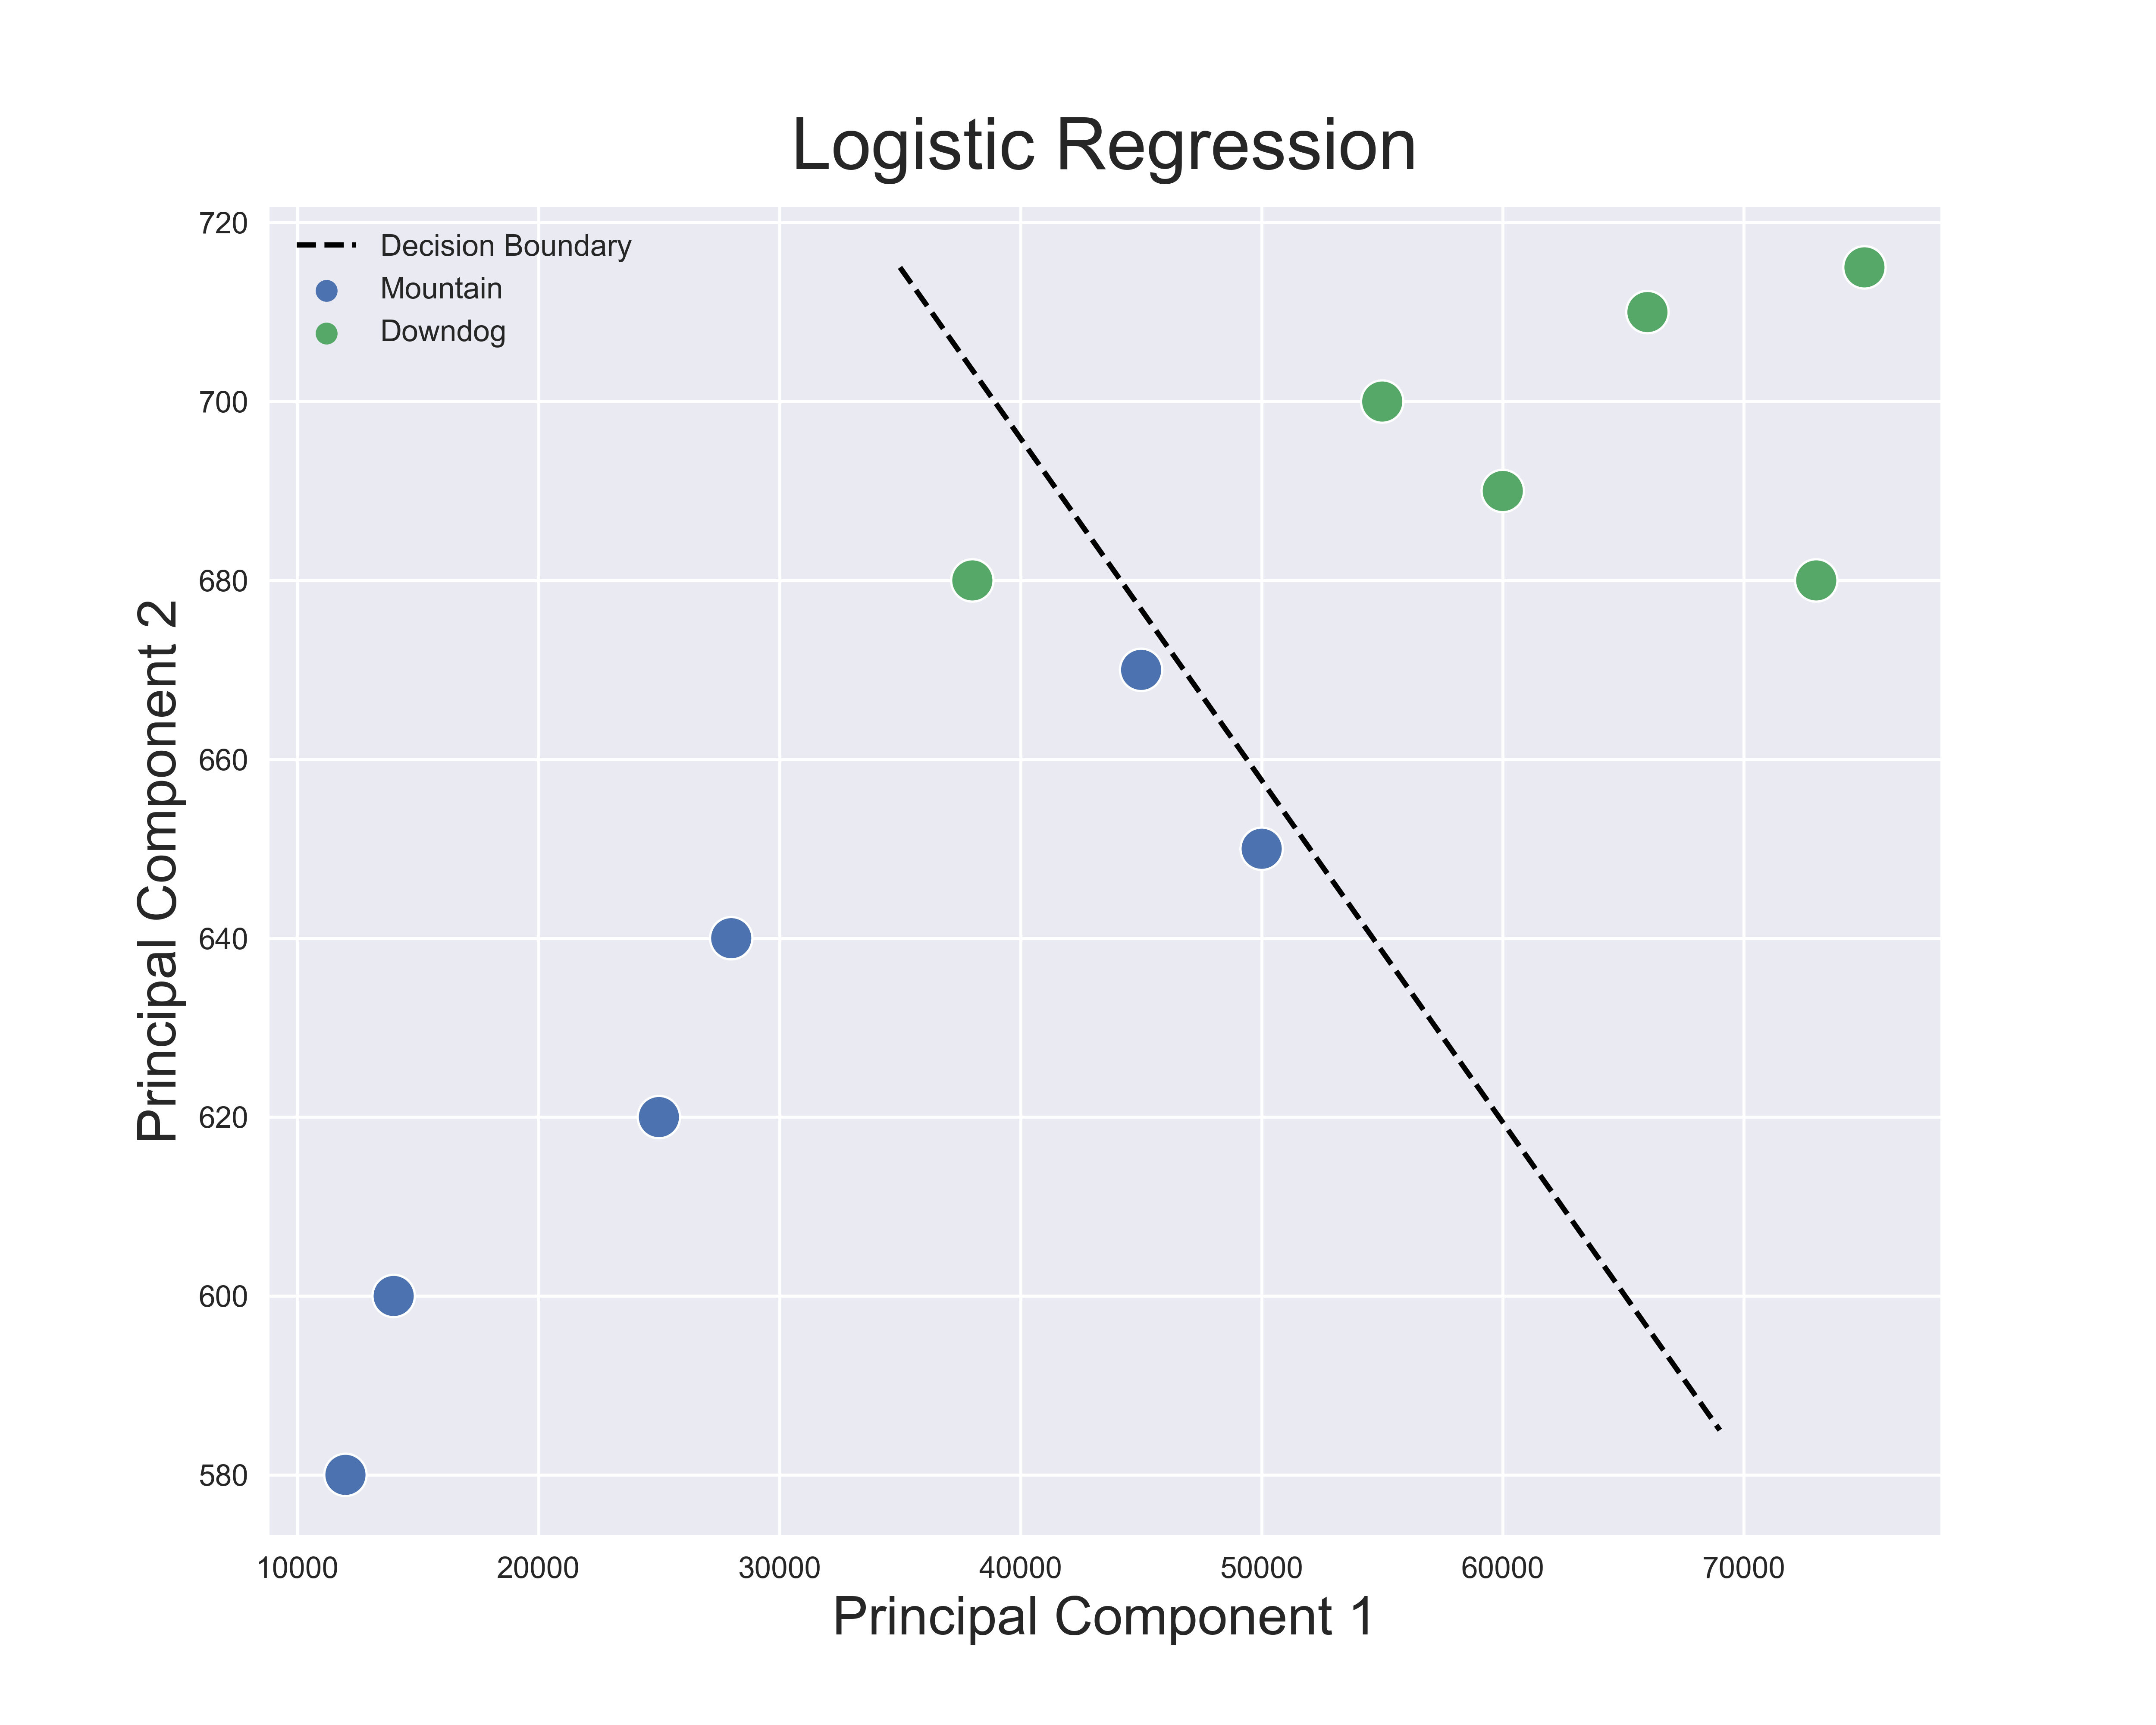 Logistic Regression
Decision Boundary
Mountain
Downdog
720
700
680
660
640
620
600
580
Principal Component 2
10000 20000 30000 40000 50000 60000 70000
Principal Component 1